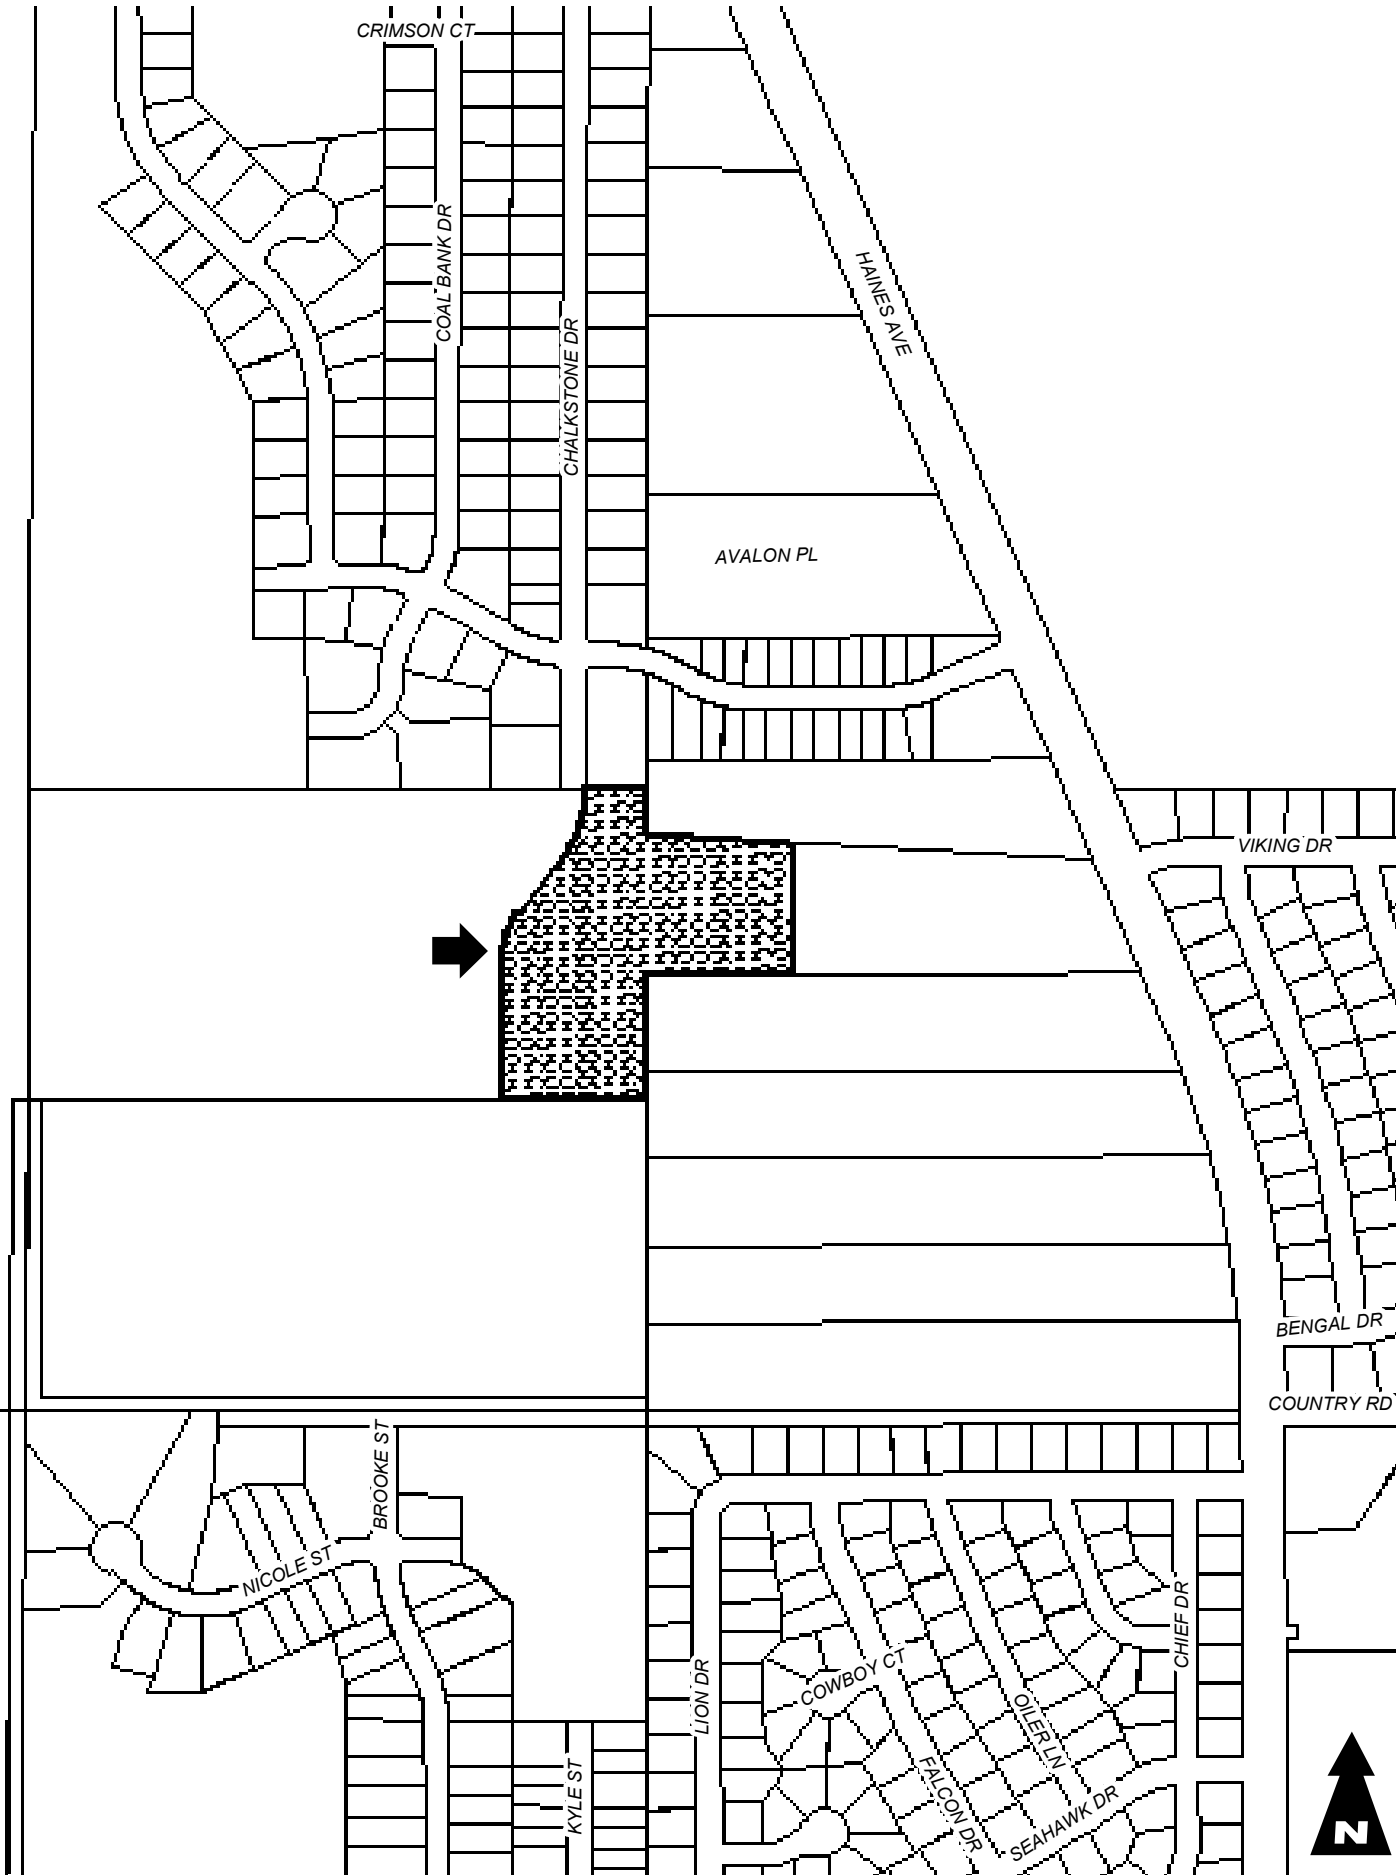 CRIMSON CT
COAL BANK DR
HAINES AVE
CHALKSTONE DR
AVALON PL
VIKING DR
BENGAL DR
COUNTRY RD
BROOKE ST
NICOLE ST
CHIEF DR
COWBOY CT
LION DR
OILER LN
FALCON DR
KYLE ST
SEAHAWK DR
N